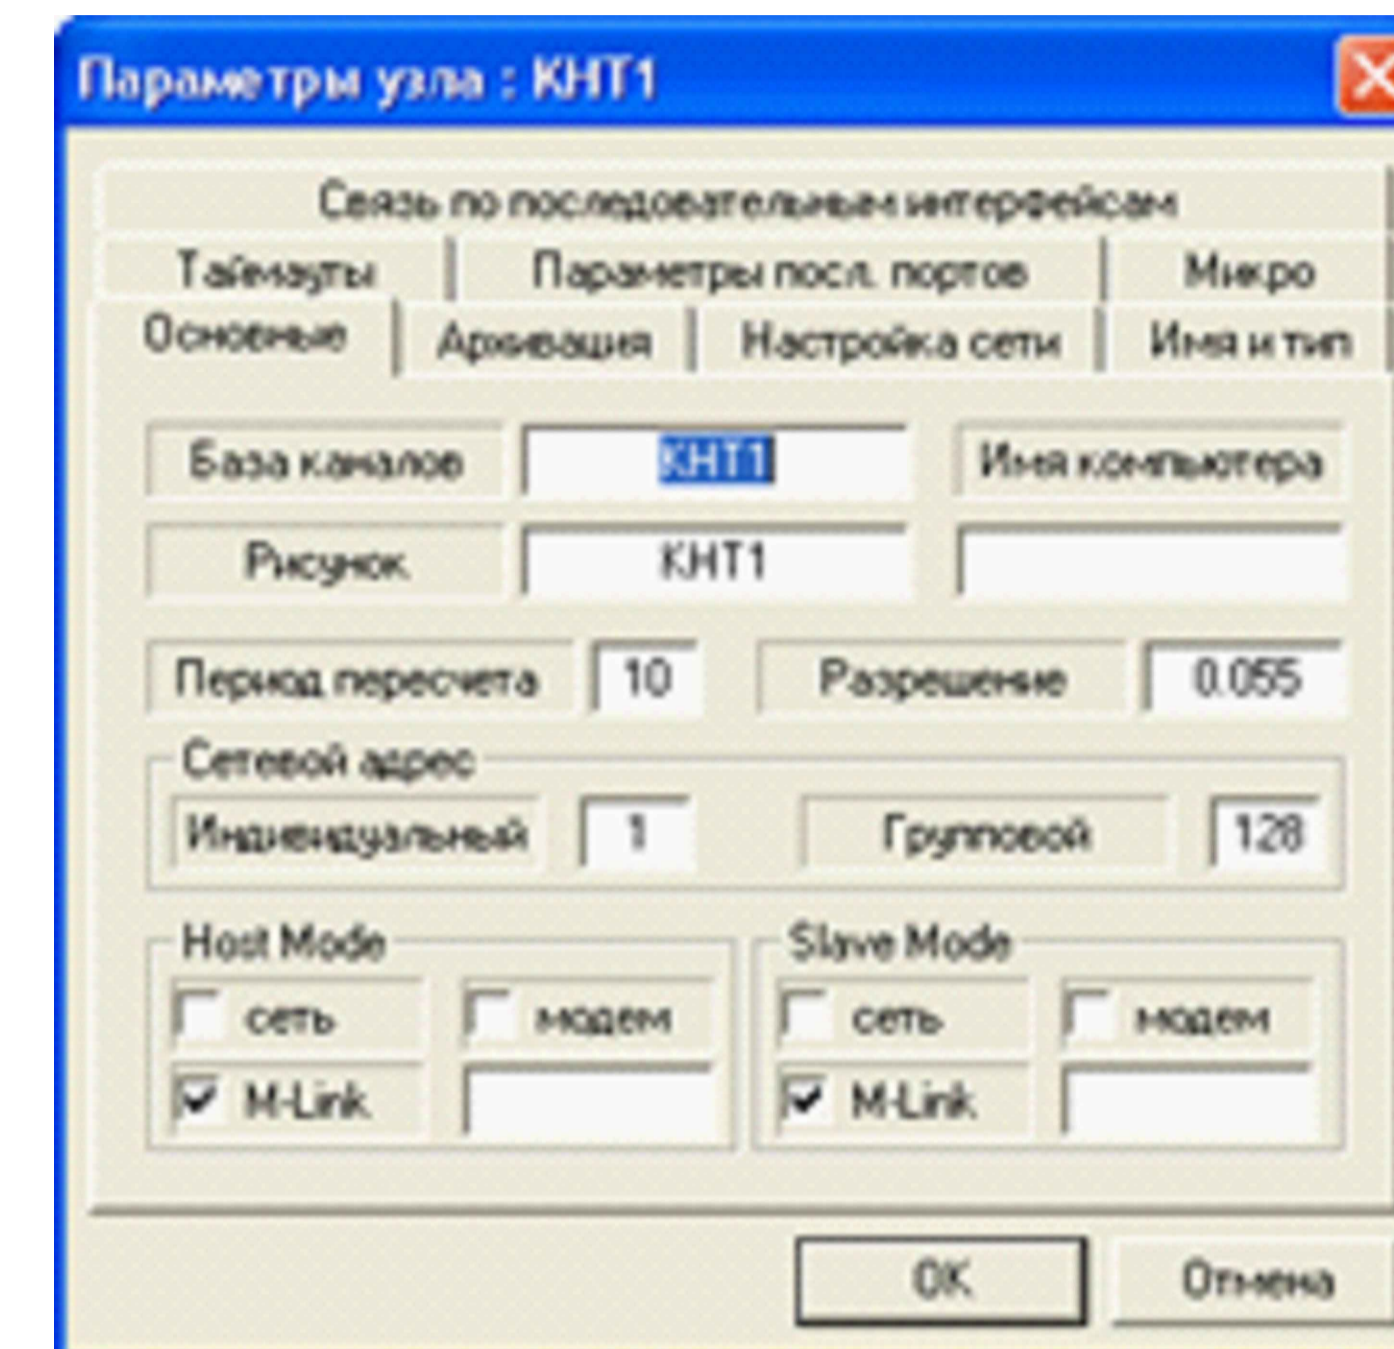 Параметры узла : КНТ1
Связь по последовательным интерфейсам
Таймауты Параметры посл. портов Микро
Основные Архивация Настройка сети Имя и тип
База каналов КНТ1 Имя компьютера
Рисунок КНТ1
Период пересчета 10 Разрешение 0.055
Сетевой адрес
Индивидуальный 1 Групповой 128
Host Mode Slave Mode
сеть модем сеть модем
M-Link M-Link
OK Отмена